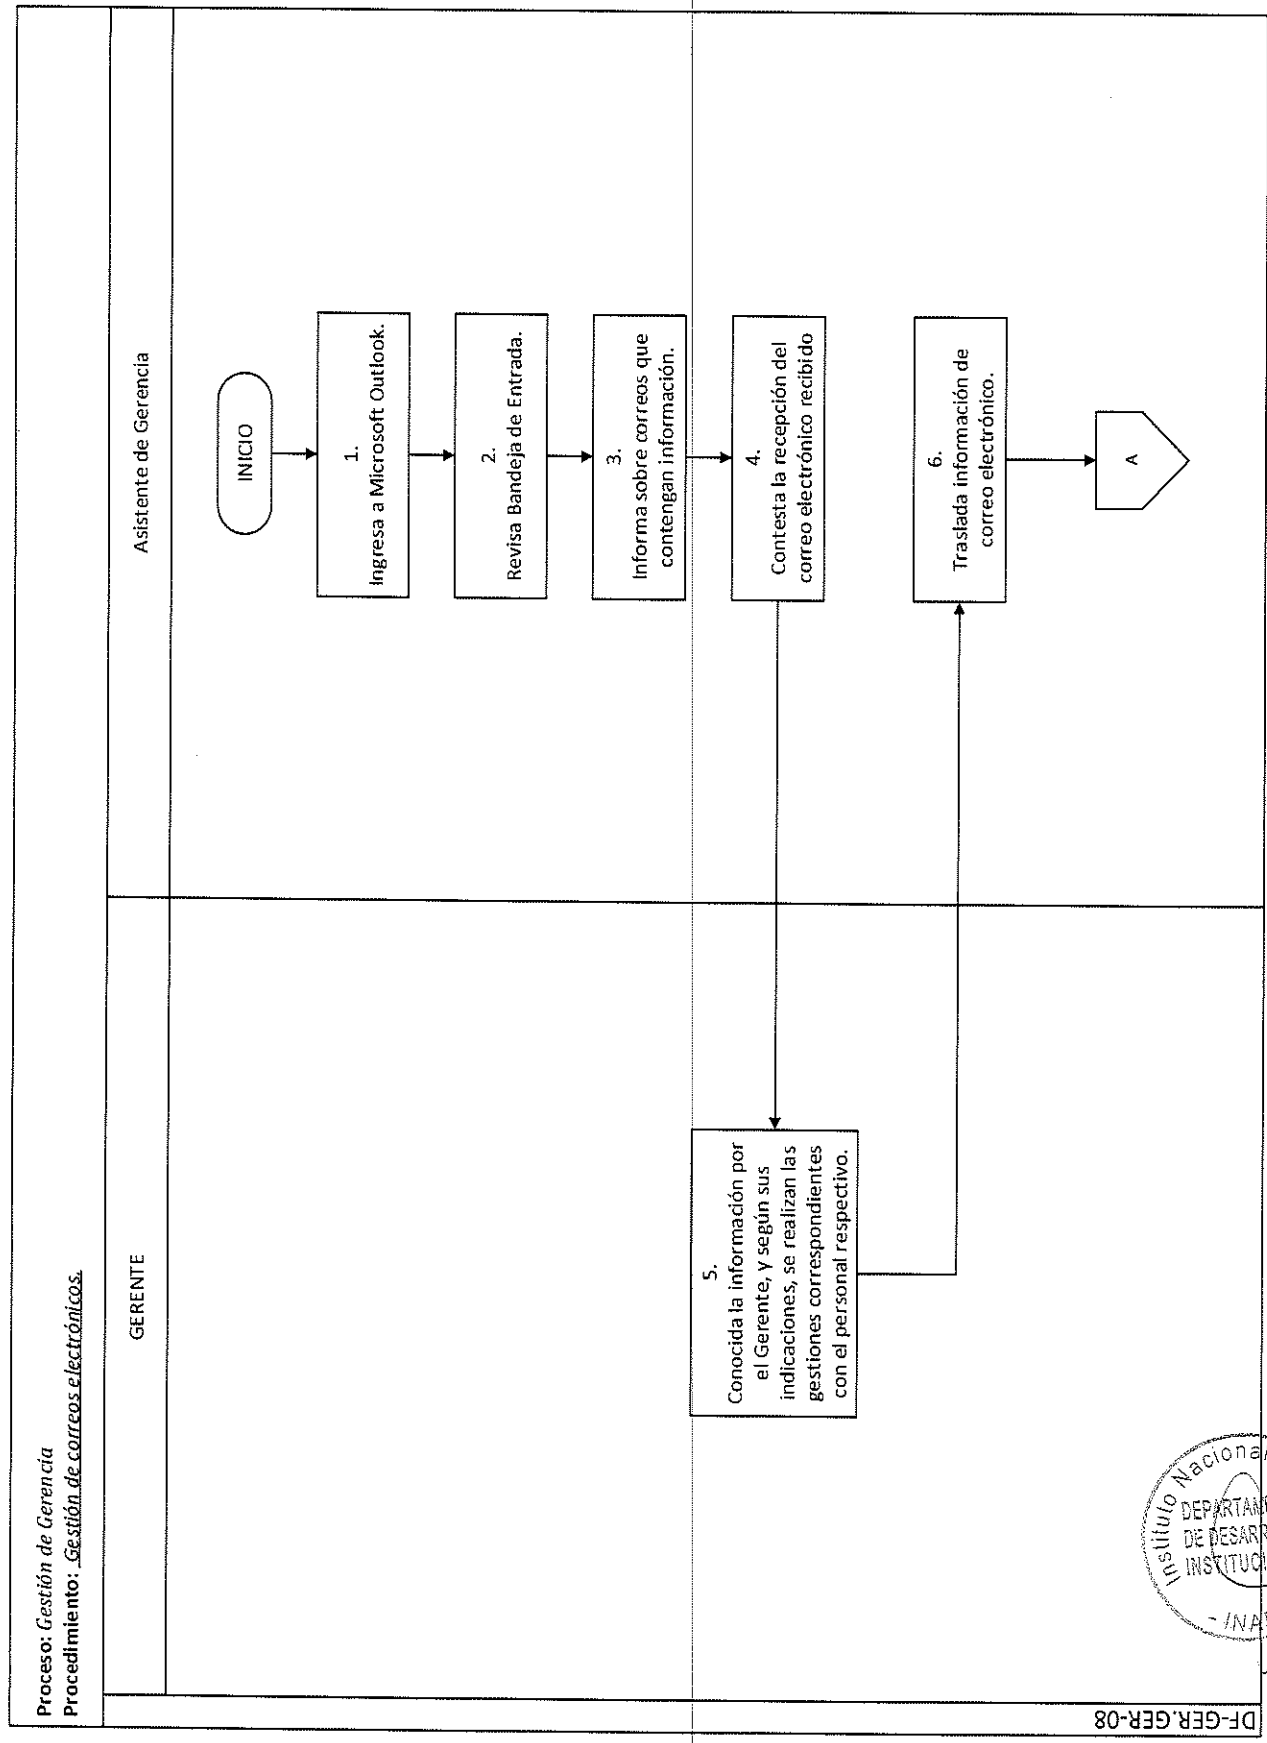 Proceso: Gestión de Gerencia
Procedimiento: Gestión de correos electrónicos.
GERENTE
Asistente de Gerencia
INICIO
1.
Ingresa a Microsoft Outlook.
2.
Revisa Bandeja de Entrada.
3.
Informa sobre correos que
contengan información.
4.
Contesta la recepción del
correo electrónico recibido
5.
Conocida la información por
el Gerente, y según sus
indicaciones, se realizan las
gestiones correspondientes
con el personal respectivo.
6.
Traslada información de
correo electrónico.
A
DF-GER.GER-08
Instituto Nacional
DE